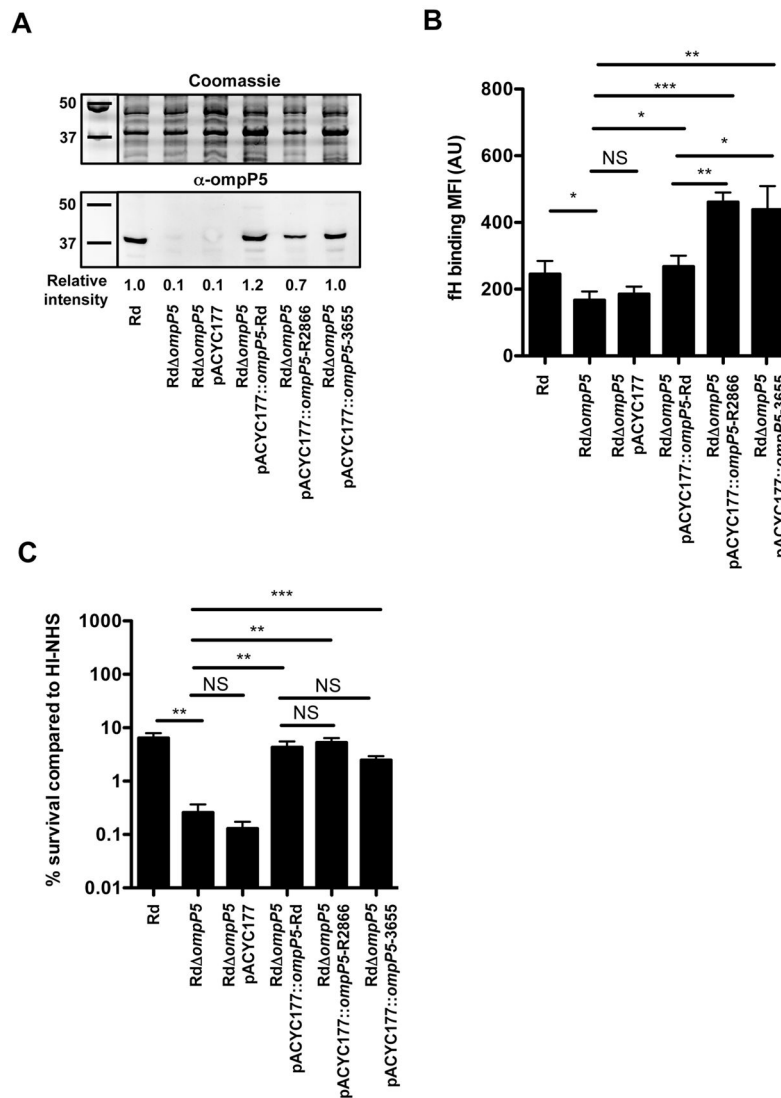 A
Coomassie
50
37
α-ompP5
50
37
Relative
intensity
1.0 0.1 0.1 1.2 0.7 1.0
Rd
RdΔompP5
RdΔompP5
pACYC177
RdΔompP5
pACYC177::ompP5-Rd
RdΔompP5
pACYC177::ompP5-R2866
RdΔompP5
pACYC177::ompP5-3655
B
fH binding MFI (AU)
800
600
400
200
0
**
***
*
NS
*
*
**
Rd
RdΔompP5
RdΔompP5
pACYC177
RdΔompP5
pACYC177::ompP5-Rd
RdΔompP5
pACYC177::ompP5-R2866
RdΔompP5
pACYC177::ompP5-3655
C
% survival compared to HI-NHS
1000
100
10
1
0.1
0.01
***
**
**
NS
NS
**
NS
Rd
RdΔompP5
RdΔompP5
pACYC177
RdΔompP5
pACYC177::ompP5-Rd
RdΔompP5
pACYC177::ompP5-R2866
RdΔompP5
pACYC177::ompP5-3655